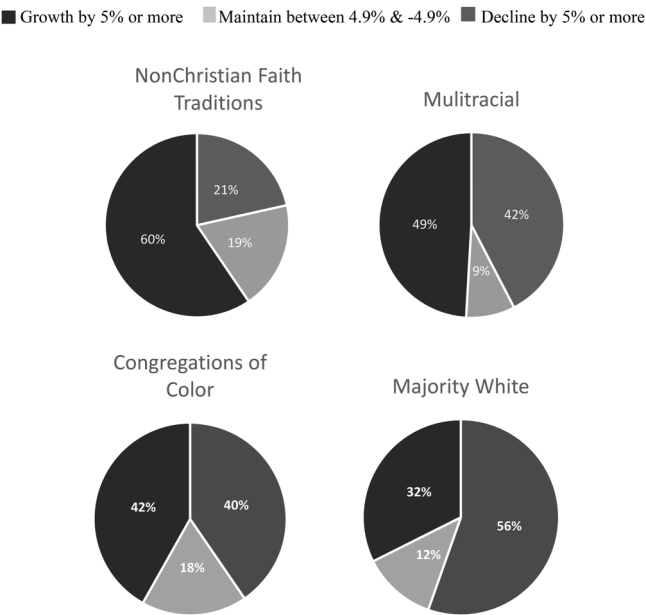 Growth by 5% or more Maintain between 4.9% & -4.9% Decline by 5% or more
NonChristian Faith
Traditions
21%
60%
19%
Mulitracial
49%
42%
9%
Congregations of
Color
42%
40%
18%
Majority White
32%
56%
12%